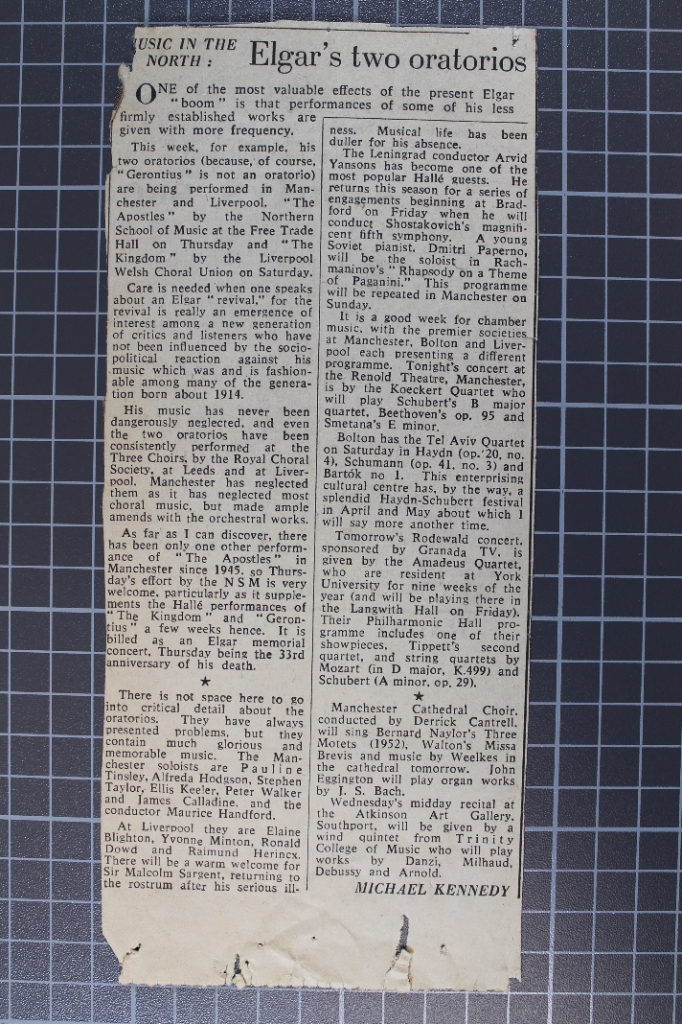 USIC IN THE
NORTH :
Elgar's two oratorios
ONE of the most valuable effects of the present Elgar
"boom" is that performances of some of his less
firmly established works are
given with more frequency.
This week, for example, his
two oratorios (because, of course,
"Gerontius" is not an oratorio)
are being performed in Man-
chester and Liverpool, "The
Apostles" by the Northern
School of Music at the Free Trade
Hall on Thursday and "The
Kingdom" by the Liverpool
Welsh Choral Union on Saturday.
Care is needed when one speaks
about an Elgar "revival," for the
revival is really an emergence of
interest among a new generation
of critics and listeners who have
not been influenced by the socio-
political reaction against his
music which was and is fashion-
able among many of the genera-
tion born about 1914.
His music has never been
dangerously neglected, and even
the two oratorios have been
consistently performed at the
Three Choirs, by the Royal Choral
Society, at Leeds and at Liver-
pool. Manchester has neglected
them as it has neglected most
choral music, but made ample
amends with the orchestral works.
As far as I can discover, there
has been only one other perform-
ance of "The Apostles" in
Manchester since 1945, so Thurs-
day's effort by the NSM is very
welcome, particularly as it supple-
ments the Hallé performances of
"The Kingdom" and "Geron-
tius" a few weeks hence. It is
billed as an Elgar memorial
concert, Thursday being the 33rd
anniversary of his death.
★
There is not space here to go
into critical detail about the
oratorios. They have always
presented problems, but they
contain much glorious and
memorable music. The Man-
chester soloists are Pauline
Tinsley, Alfreda Hodgson, Stephen
Taylor, Ellis Keeler, Peter Walker
and James Calladine, and the
conductor Maurice Handford.
At Liverpool they are Elaine
Blighton, Yvonne Minton, Ronald
Dowd and Raimund Herincx.
There will be a warm welcome for
Sir Malcolm Sargent, returning to
the rostrum after his serious ill-
ness. Musical life has been
duller for his absence.
The Leningrad conductor Arvid
Yansons has become one of the
most popular Hallé guests. He
returns this season for a series of
engagements beginning at Brad-
ford on Friday when he will
conduct Shostakovich's magnifi-
cent fifth symphony. A young
Soviet pianist, Dmitri Paperno,
will be the soloist in Rach-
maninov's "Rhapsody on a Theme
of Paganini." This programme
will be repeated in Manchester on
Sunday.
It is a good week for chamber
music, with the premier societies
at Manchester, Bolton and Liver-
pool each presenting a different
programme. Tonight's concert at
the Renold Theatre, Manchester,
is by the Koeckert Quartet who
will play Schubert's B major
quartet, Beethoven's op. 95 and
Smetana's E minor.
Bolton has the Tel Aviv Quartet
on Saturday in Haydn (op. 20, no.
4), Schumann (op. 41, no. 3) and
Bartók no 1. This enterprising
cultural centre has, by the way, a
splendid Haydn-Schubert festival
in April and May about which I
will say more another time.
Tomorrow's Rodewald concert,
sponsored by Granada TV, is
given by the Amadeus Quartet,
who are resident at York
University for nine weeks of the
year (and will be playing there in
the Langwith Hall on Friday).
Their Philharmonic Hall pro-
gramme includes one of their
showpieces, Tippett's second
quartet, and string quartets by
Mozart (in D major, K.499) and
Schubert (A minor, op. 29).
★
Manchester Cathedral Choir,
conducted by Derrick Cantrell,
will sing Bernard Naylor's Three
Motets (1952), Walton's Missa
Brevis and music by Weelkes in
the cathedral tomorrow. John
Eggington will play organ works
by J. S. Bach.
Wednesday's midday recital at
the Atkinson Art Gallery,
Southport, will be given by a
wind quintet from Trinity
College of Music who will play
works by Danzi, Milhaud,
Debussy and Arnold.
MICHAEL KENNEDY